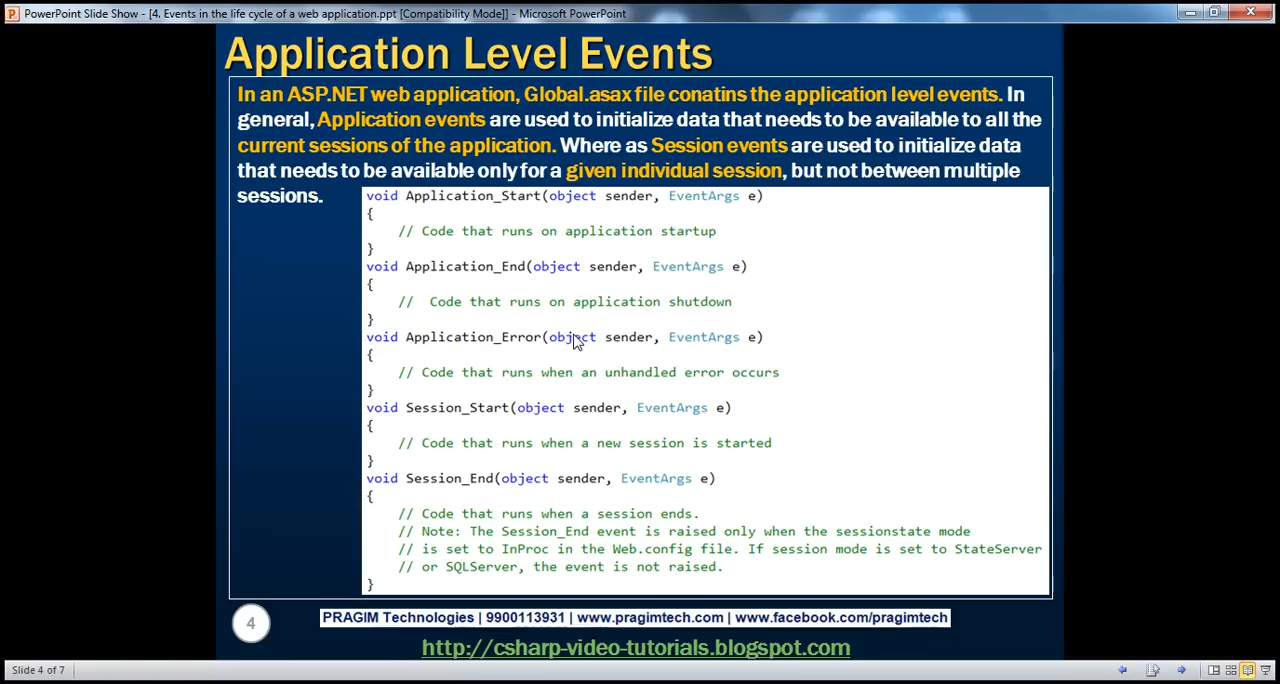 PowerPoint Slide Show - [4. Events in the life cycle of a web application.ppt [Compatibility Mode]] - Microsoft PowerPoint
Application Level Events
In an ASP.NET web application, Global.asax file conatins the application level events. In
general, Application events are used to initialize data that needs to be available to all the
current sessions of the application. Where as Session events are used to initialize data
that needs to be available only for a given individual session, but not between multiple
sessions.
void Application_Start(object sender, EventArgs e)
{
// Code that runs on application startup
}
void Application_End(object sender, EventArgs e)
{
//  Code that runs on application shutdown
}
void Application_Error(object sender, EventArgs e)
{
// Code that runs when an unhandled error occurs
}
void Session_Start(object sender, EventArgs e)
{
// Code that runs when a new session is started
}
void Session_End(object sender, EventArgs e)
{
// Code that runs when a session ends.
// Note: The Session_End event is raised only when the sessionstate mode
// is set to InProc in the Web.config file. If session mode is set to StateServer
// or SQLServer, the event is not raised.
}
4
PRAGIM Technologies | 9900113931 | www.pragimtech.com | www.facebook.com/pragimtech
http://csharp-video-tutorials.blogspot.com
Slide 4 of 7